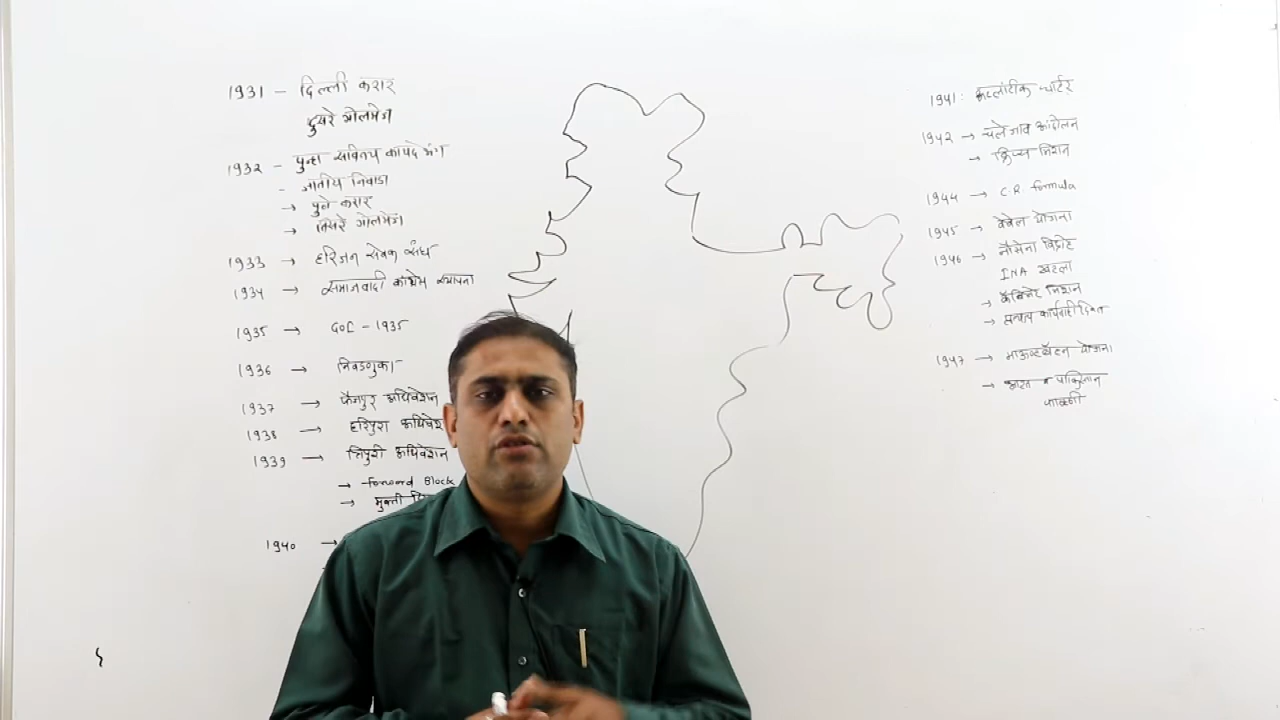 1931 - दिल्ली करार
दुसरे गोलमेज
1932 - पुन्हा सविनय कायदेभंग
- जातीय निवाडा
→ पुणे करार
→ तिसरे गोलमेज
1933 → हरिजन सेवक संघ
1934 → समाजवादी काँग्रेस स्थापना
1935 → GOI - 1935
1936 → निवडणुका
1937 → फैजपुर अधिवेशन
1938 → हरिपुरा अधिवेश
1939 → त्रिपुरी अधिवेशन
→ Forward Block
→ मुक्ती
1940 →
1941: अटलांटीक चार्टर
1942 → चले जाव आंदोलन
→ क्रिप्स मिशन
1944 → C.R formula
1945 → वेवेल योजना
1946 → नौसेना विद्रोह
INA खटला
→ कॅबिनेट मिशन
→ प्रत्यक्ष कार्यवाही दिन
1947 → माऊन्टबॅटन योजना
→ भारत व पाकिस्तान
फाळणी